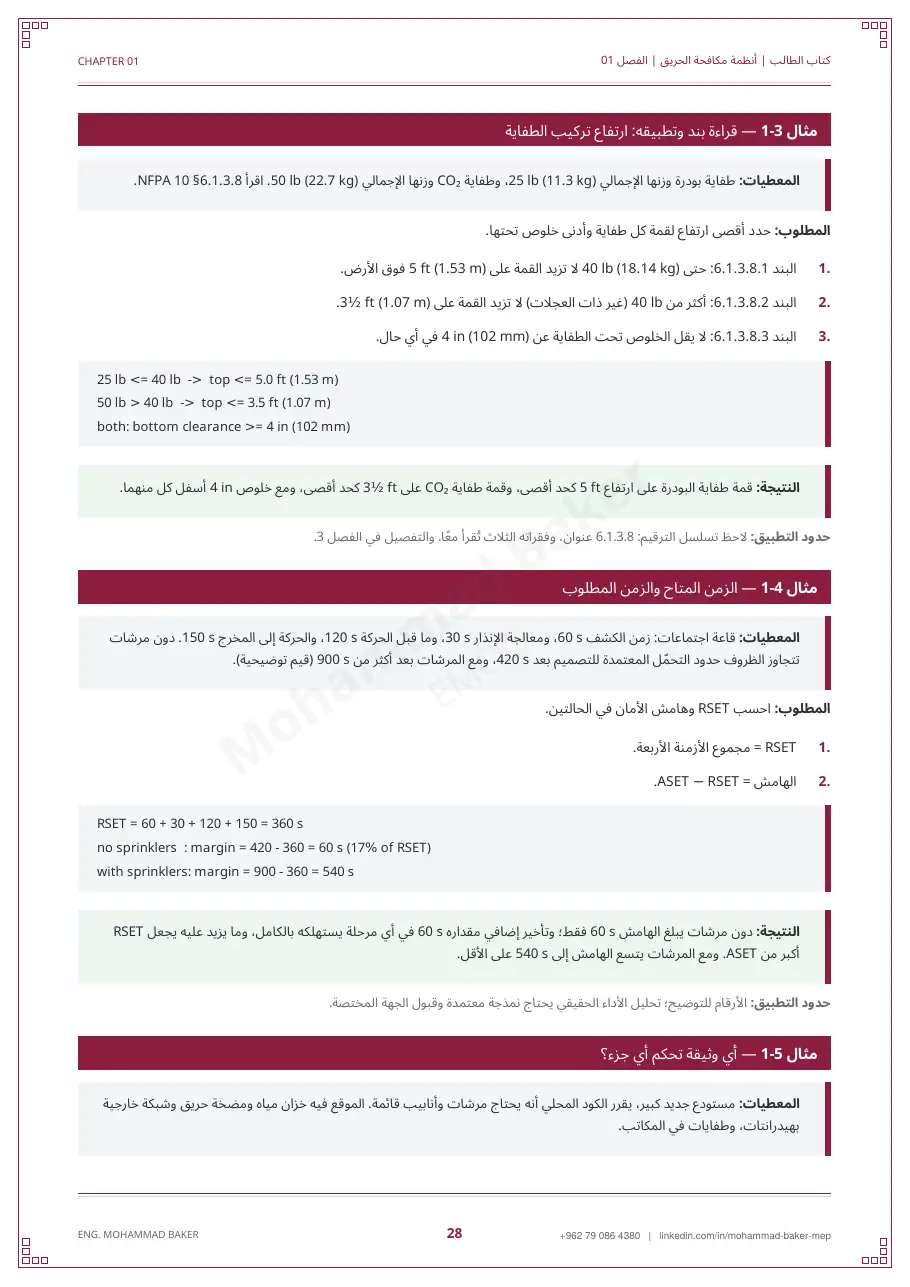 كتاب الطالب | أنظمة مكافحة الحريق | الفصل 01
CHAPTER 01
مثال 3-1 — قراءة بند وتطبيقه: ارتفاع تركيب الطفاية
المعطيات: طفاية بودرة وزنها الإجمالي 25 lb (11.3 kg)، وطفاية CO₂ وزنها الإجمالي 50 lb (22.7 kg). اقرأ NFPA 10 §6.1.3.8.
المطلوب: حدد أقصى ارتفاع لقمة كل طفاية وأدنى خلوص تحتها.
1. البند 6.1.3.8.1: حتى 40 lb (18.14 kg) لا تزيد القمة على 5 ft (1.53 m) فوق الأرض.
2. البند 6.1.3.8.2: أكثر من 40 lb (غير ذات العجلات) لا تزيد القمة على 3½ ft (1.07 m).
3. البند 6.1.3.8.3: لا يقل الخلوص تحت الطفاية عن 4 in (102 mm) في أي حال.
25 lb <= 40 lb -> top <= 5.0 ft (1.53 m)
50 lb > 40 lb -> top <= 3.5 ft (1.07 m)
both: bottom clearance >= 4 in (102 mm)
النتيجة: قمة طفاية البودرة على ارتفاع 5 ft كحد أقصى، وقمة طفاية CO₂ على 3½ ft كحد أقصى، ومع خلوص 4 in أسفل كل منهما.
حدود التطبيق: لاحظ تسلسل الترقيم: 6.1.3.8 عنوان، وفقراته الثلاث تُقرأ معًا. والتفصيل في الفصل 3.
مثال 4-1 — الزمن المتاح والزمن المطلوب
المعطيات: قاعة اجتماعات: زمن الكشف 60 s، ومعالجة الإنذار 30 s، وما قبل الحركة 120 s، والحركة إلى المخرج 150 s. دون مرشات
تتجاوز الظروف حدود التحمّل المعتمدة للتصميم بعد 420 s، ومع المرشات بعد أكثر من 900 s (قيم توضيحية).
المطلوب: احسب RSET وهامش الأمان في الحالتين.
1. RSET = مجموع الأزمنة الأربعة.
2. الهامش = ASET − RSET.
RSET = 60 + 30 + 120 + 150 = 360 s
no sprinklers : margin = 420 - 360 = 60 s (17% of RSET)
with sprinklers: margin = 900 - 360 = 540 s
النتيجة: دون مرشات يبلغ الهامش 60 s فقط؛ وتأخير إضافي مقداره 60 s في أي مرحلة يستهلكه بالكامل، وما يزيد عليه يجعل RSET
أكبر من ASET. ومع المرشات يتسع الهامش إلى 540 s على الأقل.
حدود التطبيق: الأرقام للتوضيح؛ تحليل الأداء الحقيقي يحتاج نمذجة معتمدة وقبول الجهة المختصة.
مثال 5-1 — أي وثيقة تحكم أي جزء؟
المعطيات: مستودع جديد كبير، يقرر الكود المحلي أنه يحتاج مرشات وأنابيب قائمة. الموقع فيه خزان مياه ومضخة حريق وشبكة خارجية
بهيدرانتات، وطفايات في المكاتب.
Mohammad Baker
ENG. MOHAMMAD BAKER
28
+962 79 086 4380 | linkedin.com/in/mohammad-baker-mep